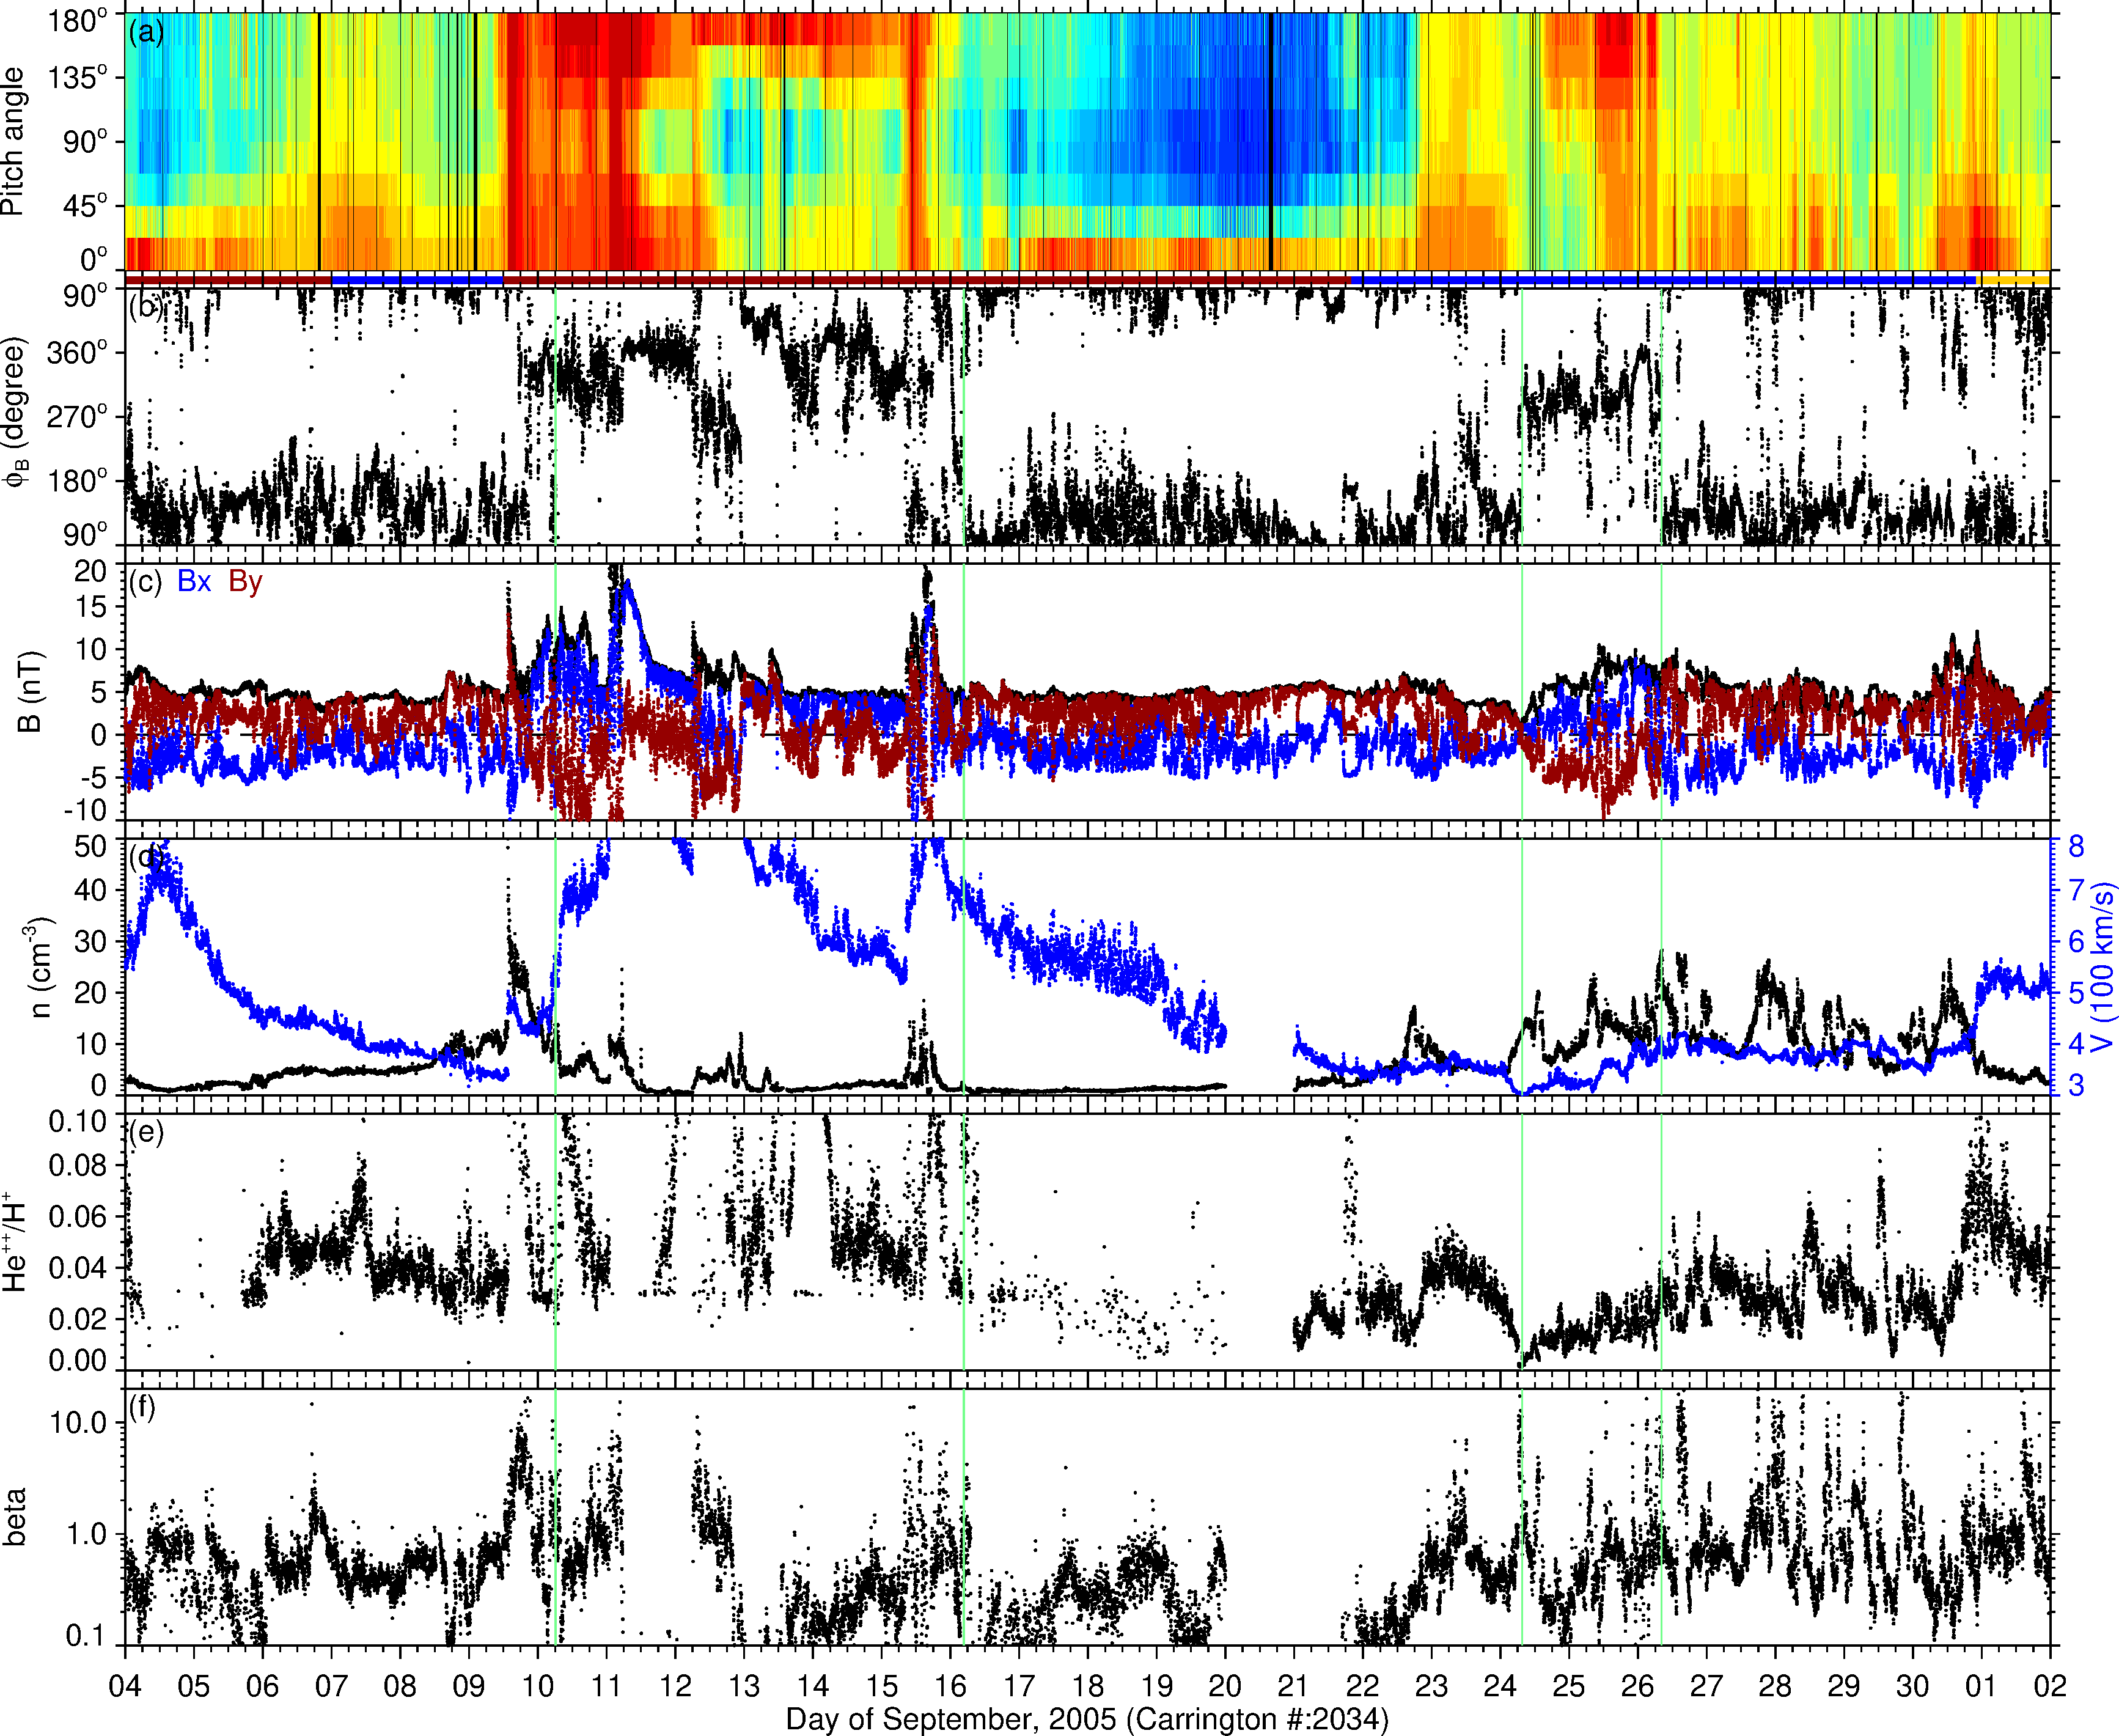 (a)
180°
135°
90°
45°
0°
Pitch angle
(b)
90°
360°
270°
180°
90°
ϕB (degree)
(c) Bx By
20
15
10
5
0
-5
-10
B (nT)
(d)
50
40
30
20
10
0
n (cm-3)
8
7
6
5
4
3
V (100 km/s)
(e)
0.10
0.08
0.06
0.04
0.02
0.00
He++/H+
(f)
10.0
1.0
0.1
beta
04 05 06 07 08 09 10 11 12 13 14 15 16 17 18 19 20 21 22 23 24 25 26 27 28 29 30 01 02
Day of September, 2005 (Carrington #:2034)